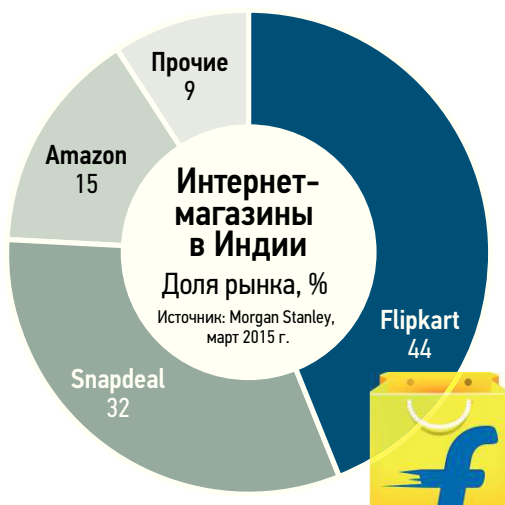 Прочие
9
Amazon
15
Интернет-
магазины
в Индии
Доля рынка, %
Источник: Morgan Stanley,
март 2015 г.
Flipkart
44
Snapdeal
32
f